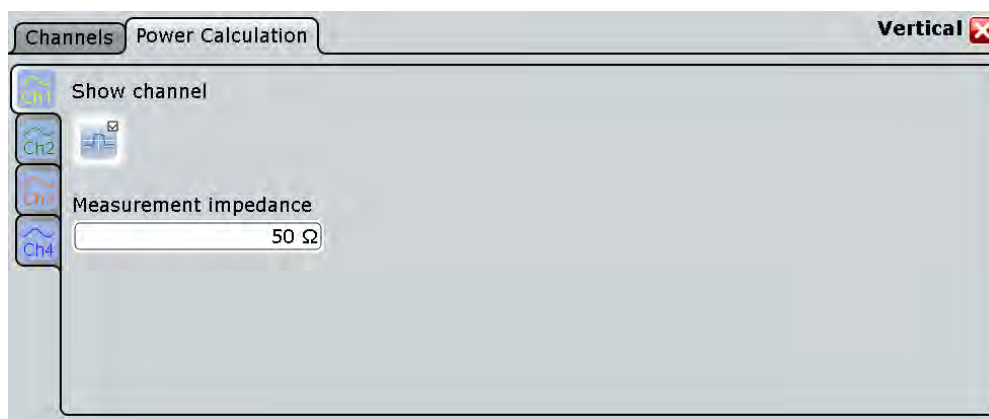 Channels
Power Calculation
Vertical
Ch1
Show channel
Ch2
Ch3
Measurement impedance
50 Ω
Ch4